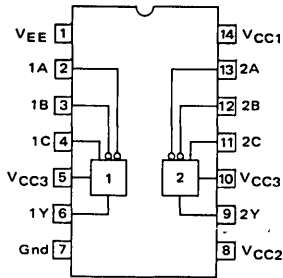 VEE 1 14 VCC1
1A 2 13 2A
1B 3 12 2B
1C 4 11 2C
VCC3 5 1 2 10 VCC3
1Y 6 9 2Y
Gnd 7 8 VCC2